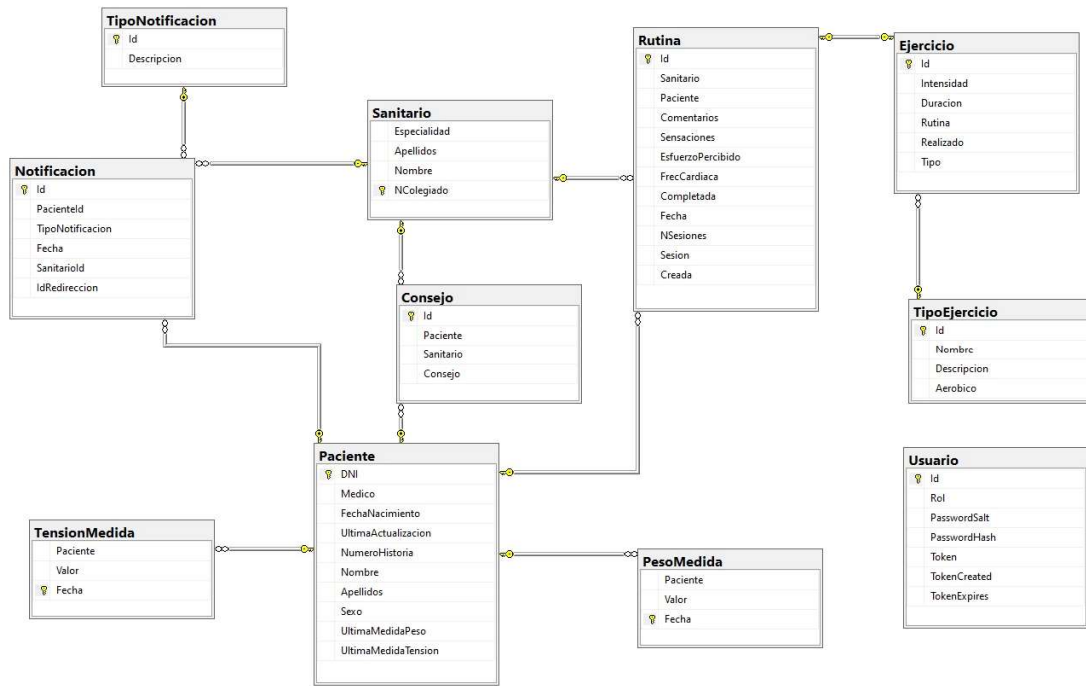 TipoNotificacion
Id
Descripcion
Notificacion
Id
PacienteId
TipoNotificacion
Fecha
SanitarioId
IdRedireccion
Sanitario
Especialidad
Apellidos
Nombre
NColegiado
Consejo
Id
Paciente
Sanitario
Consejo
Rutina
Id
Sanitario
Paciente
Comentarios
Sensaciones
EsfuerzoPercibido
FrecCardiaca
Completada
Fecha
NSesiones
Sesion
Creada
Ejercicio
Id
Intensidad
Duracion
Rutina
Realizado
Tipo
TipoEjercicio
Id
Nombre
Descripcion
Aerobico
Paciente
DNI
Medico
FechaNacimiento
UltimaActualizacion
NumeroHistoria
Nombre
Apellidos
Sexo
UltimaMedidaPeso
UltimaMedidaTension
TensionMedida
Paciente
Valor
Fecha
PesoMedida
Paciente
Valor
Fecha
Usuario
Id
Rol
PasswordSalt
PasswordHash
Token
TokenCreated
TokenExpires